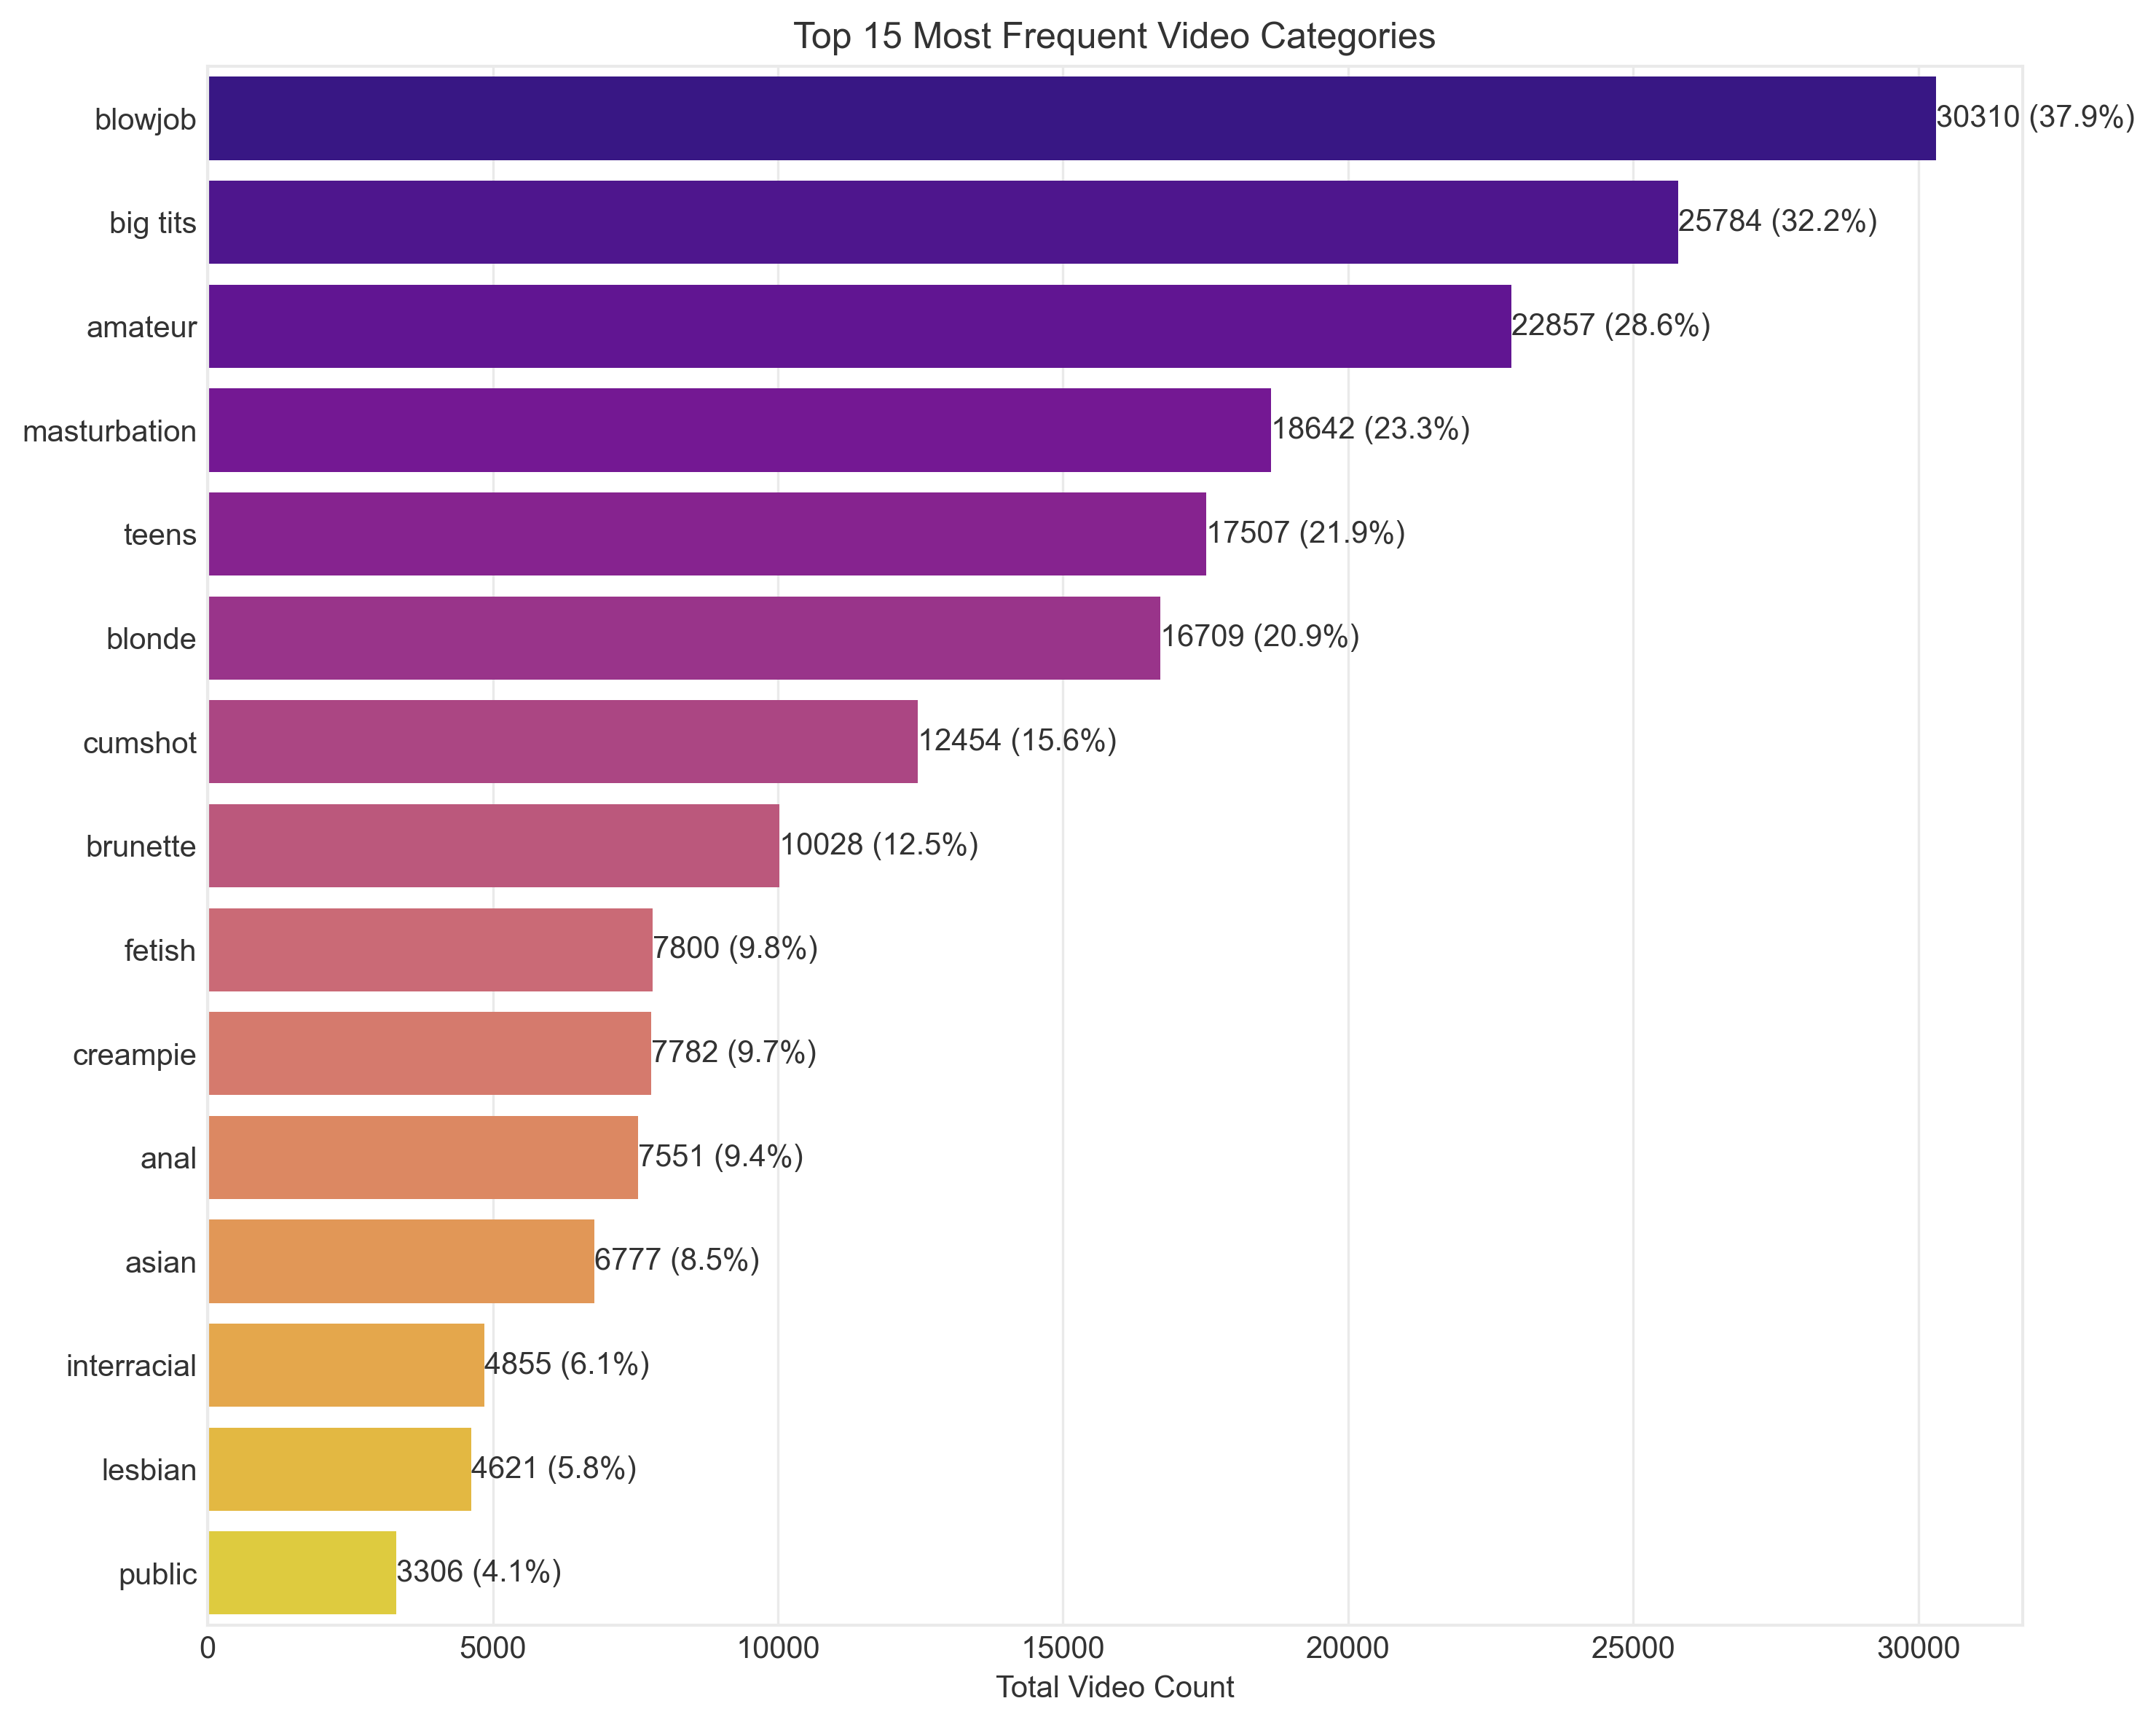 Top 15 Most Frequent Video Categories
blowjob 30310 (37.9%)
big tits 25784 (32.2%)
amateur 22857 (28.6%)
masturbation 18642 (23.3%)
teens 17507 (21.9%)
blonde 16709 (20.9%)
cumshot 12454 (15.6%)
brunette 10028 (12.5%)
fetish 7800 (9.8%)
creampie 7782 (9.7%)
anal 7551 (9.4%)
asian 6777 (8.5%)
interracial 4855 (6.1%)
lesbian 4621 (5.8%)
public 3306 (4.1%)
0 5000 10000 15000 20000 25000 30000
Total Video Count